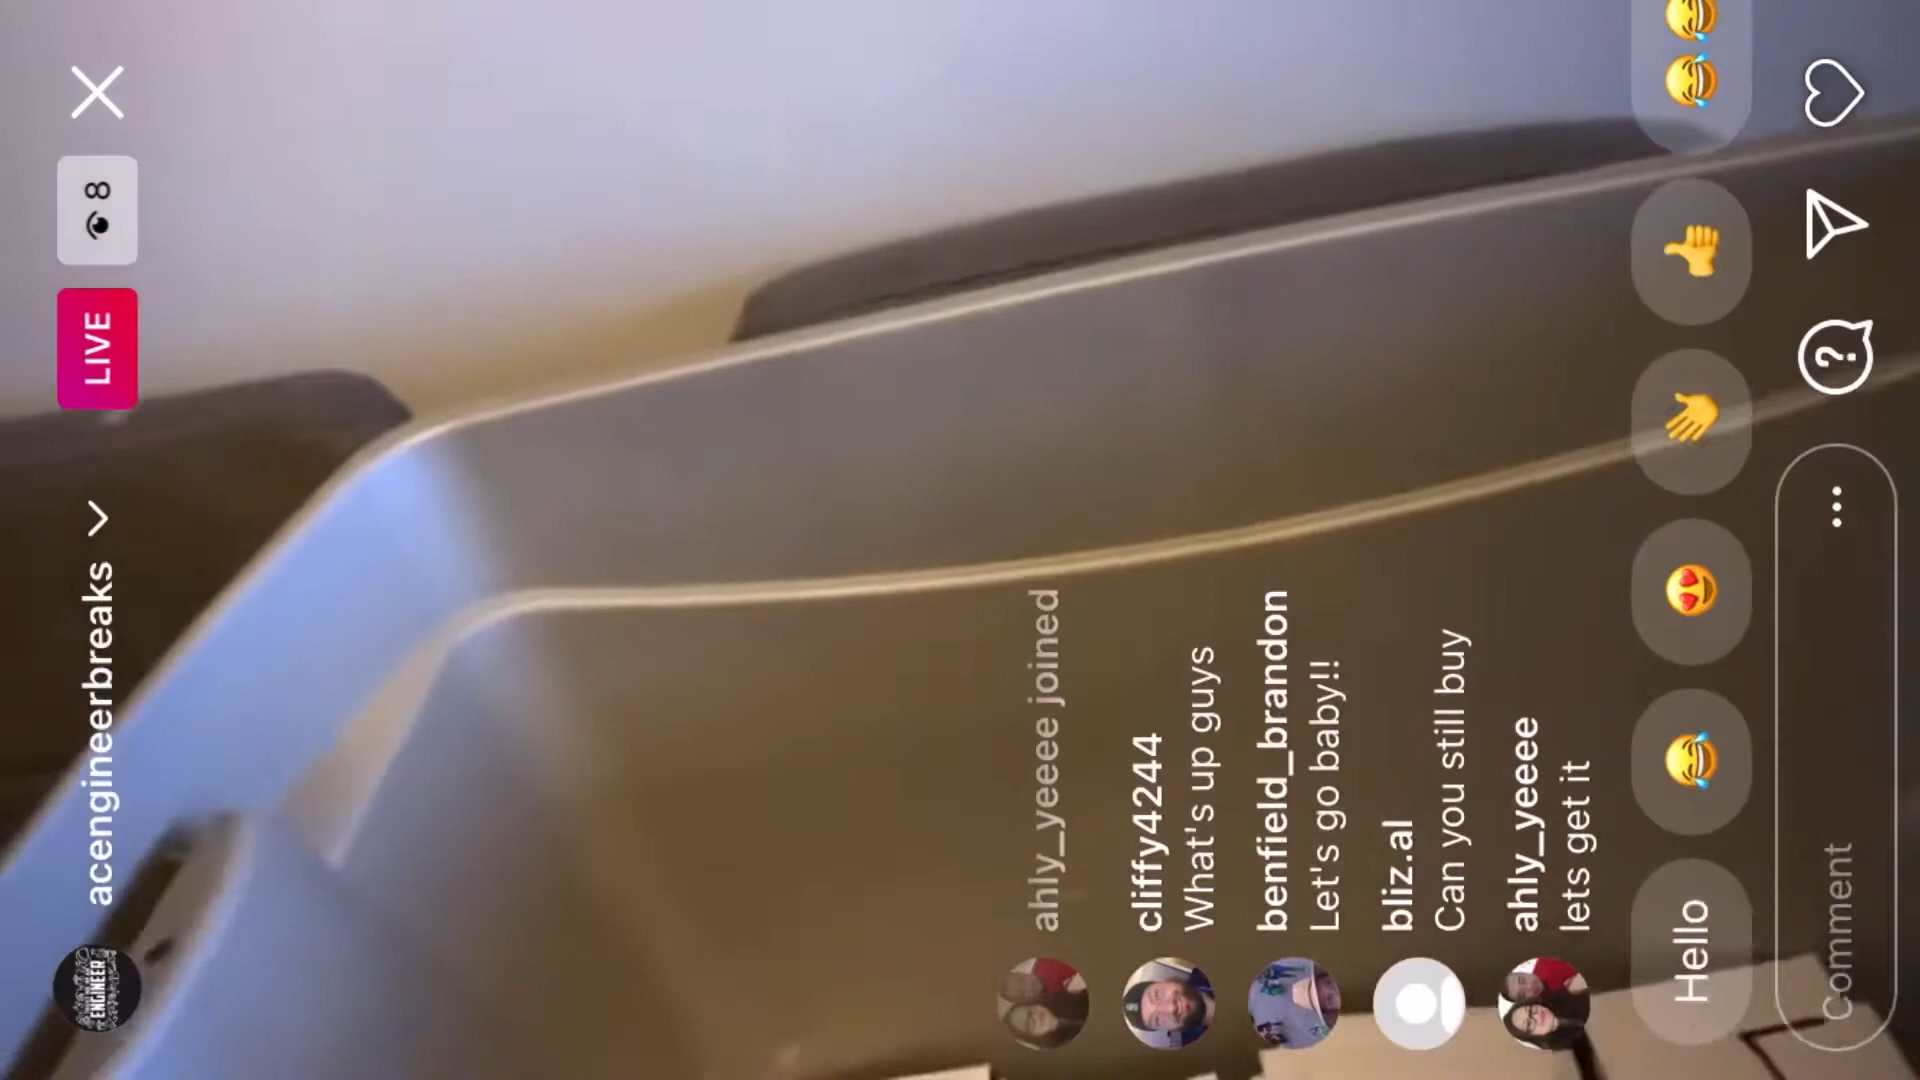 ENGINEER
acengineerbreaks
LIVE
8
ahly_yeeee joined
cliffy4244
What's up guys
benfield_brandon
Let's go baby!!
bliz.al
Can you still buy
ahly_yeeee
lets get it
Hello
Comment